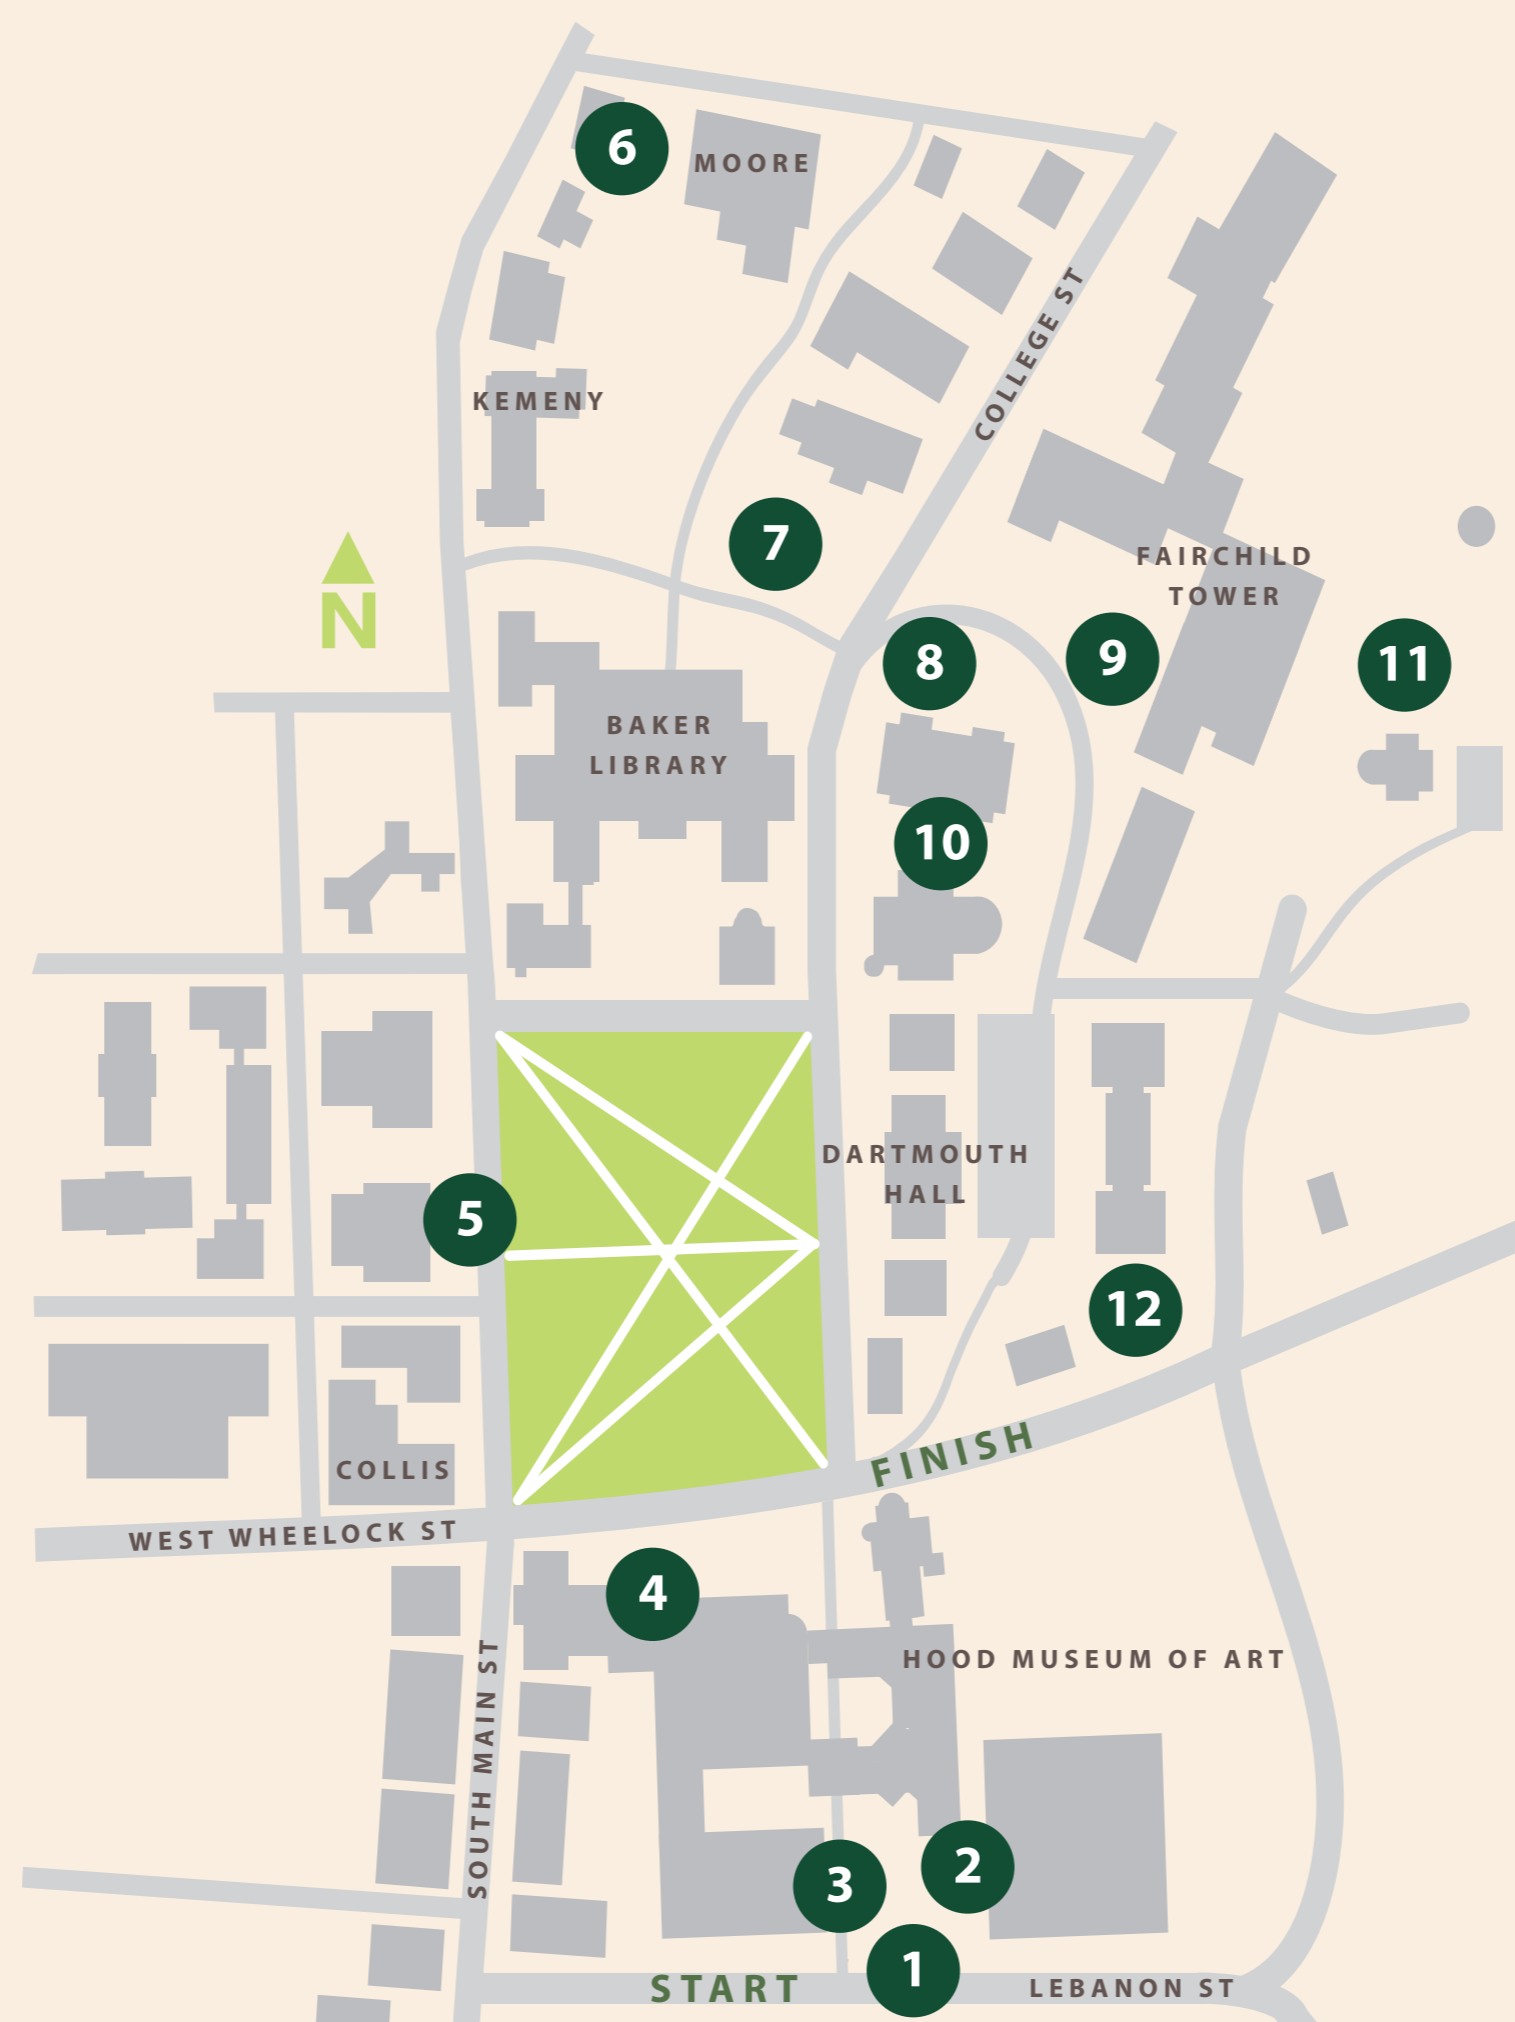 6
MOORE
COLLEGE ST
KEMENY
7
FAIRCHILD
TOWER
N
8
9
11
BAKER
LIBRARY
10
DARTMOUTH
HALL
5
12
FINISH
COLLIS
WEST WHEELOCK ST
4
HOOD MUSEUM OF ART
SOUTH MAIN ST
3
2
1
START
LEBANON ST